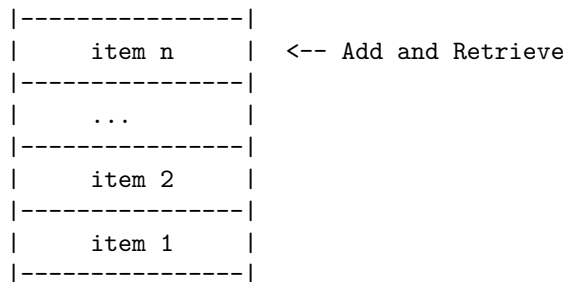 |----------------|
|     item n     |  <-- Add and Retrieve
|----------------|
|     ...        |
|----------------|
|     item 2     |
|----------------|
|     item 1     |
|----------------|